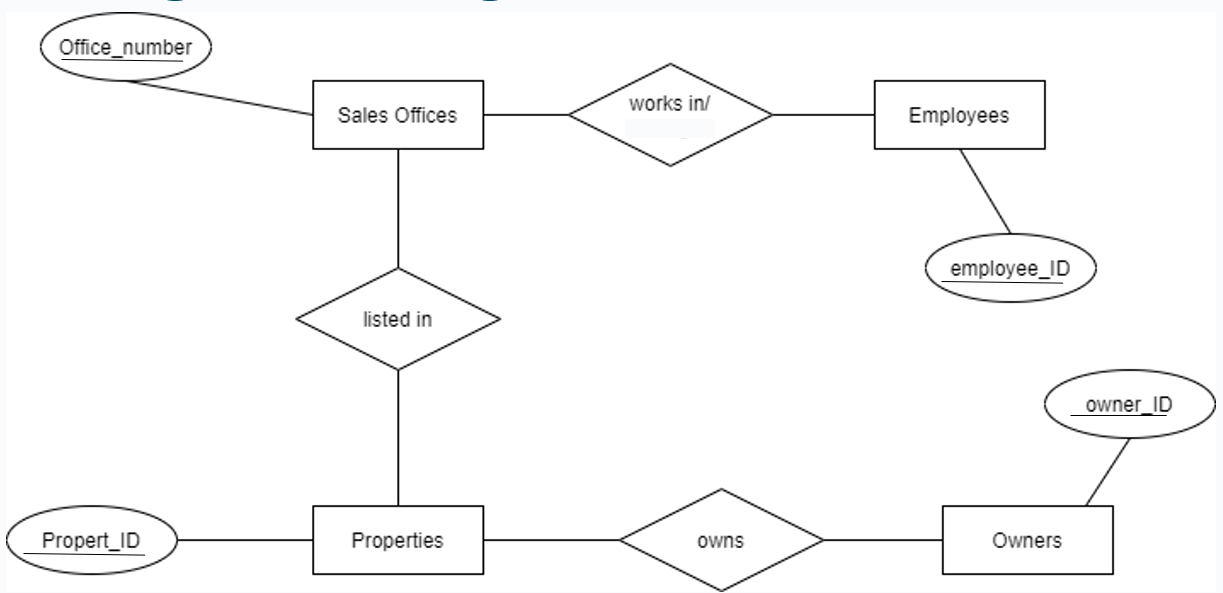 Office_number
Sales Offices
works in/
Employees
employee_ID
listed in
owner_ID
Propert_ID
Properties
owns
Owners